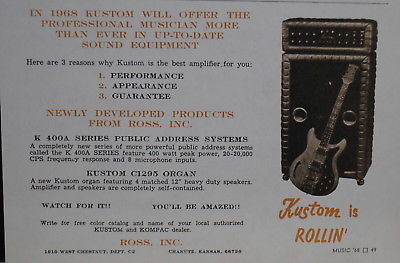 IN 1968 KUSTOM WILL OFFER THE
PROFESSIONAL MUSICIAN MORE
THAN EVER IN UP-TO-DATE
SOUND EQUIPMENT
Here are 3 reasons why Kustom is the best amplifier for you:
1. PERFORMANCE
2. APPEARANCE
3. GUARANTEE
NEWLY DEVELOPED PRODUCTS
FROM ROSS, INC.
K 400A SERIES PUBLIC ADDRESS SYSTEMS
A completely new series of more powerful public address systems
called the K 400A SERIES feature 400 watt peak power, 20-20,000
CPS frequency response and 8 microphone inputs.
KUSTOM C1295 ORGAN
A new Kustom organ featuring 4 matched 12" heavy duty speakers.
Amplifier and speakers are completely self-contained.
WATCH FOR IT!! YOU'LL BE AMAZED!!
Write for free color catalog and name of your local authorized
KUSTOM and KOMPAC dealer.
ROSS, INC.
1010 WEST CHESTNUT, DEPT. C2 CHANUTE, KANSAS, 66720
Kustom is
ROLLIN'
MUSIC '68 □ 49